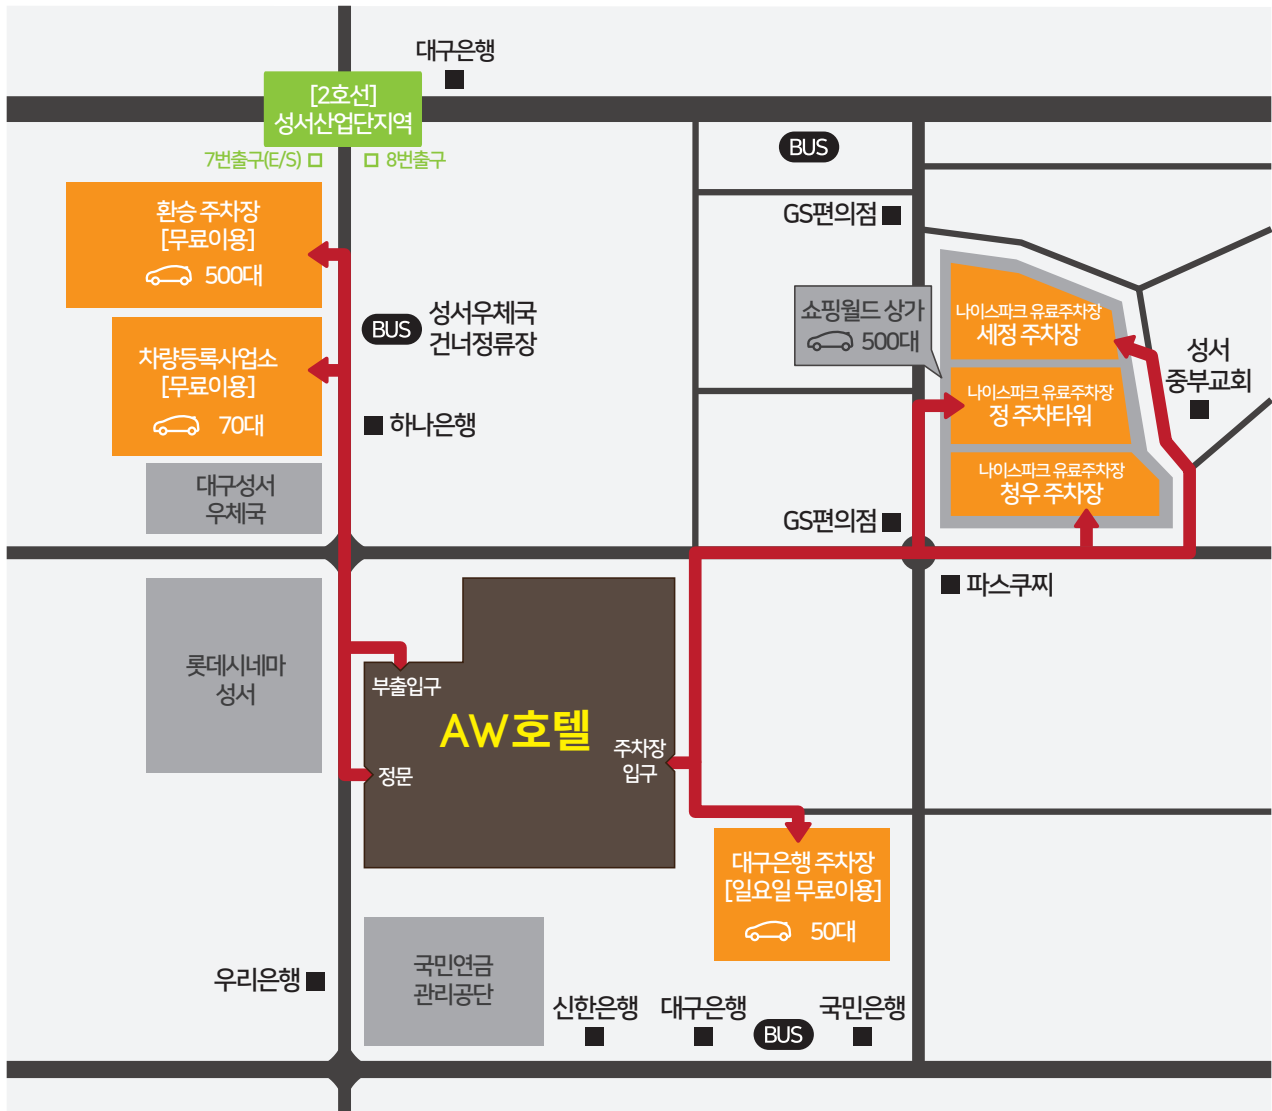 대구은행
[2호선]
성서산업단지역
7번출구(E/S)
8번출구
BUS
환승 주차장
[무료이용]
500대
GS편의점
BUS
성서우체국
건너정류장
쇼핑월드 상가
500대
나이스파크 유료주차장
세정 주차장
성서
중부교회
차량등록사업소
[무료이용]
70대
하나은행
나이스파크 유료주차장
정 주차타워
대구성서
우체국
GS편의점
나이스파크 유료주차장
청우 주차장
파스쿠찌
롯데시네마
성서
부출입구
AW호텔
주차장
입구
정문
대구은행 주차장
[일요일 무료이용]
50대
우리은행
국민연금
관리공단
신한은행
대구은행
BUS
국민은행